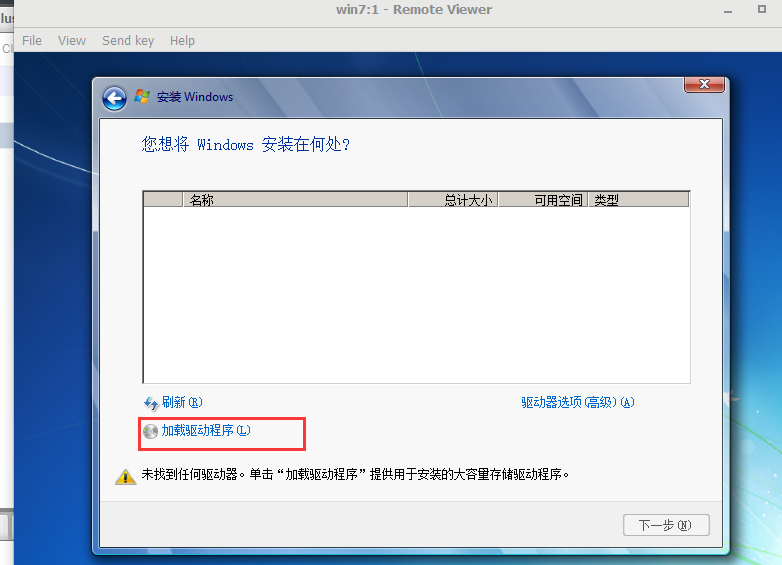 win7:1 - Remote Viewer
File View Send key Help
安装 Windows
您想将 Windows 安装在何处?
名称 总计大小 可用空间 类型
刷新(R) 驱动器选项(高级)(A)
加载驱动程序(L)
未找到任何驱动器。单击“加载驱动程序”提供用于安装的大容量存储驱动程序。
下一步(N)